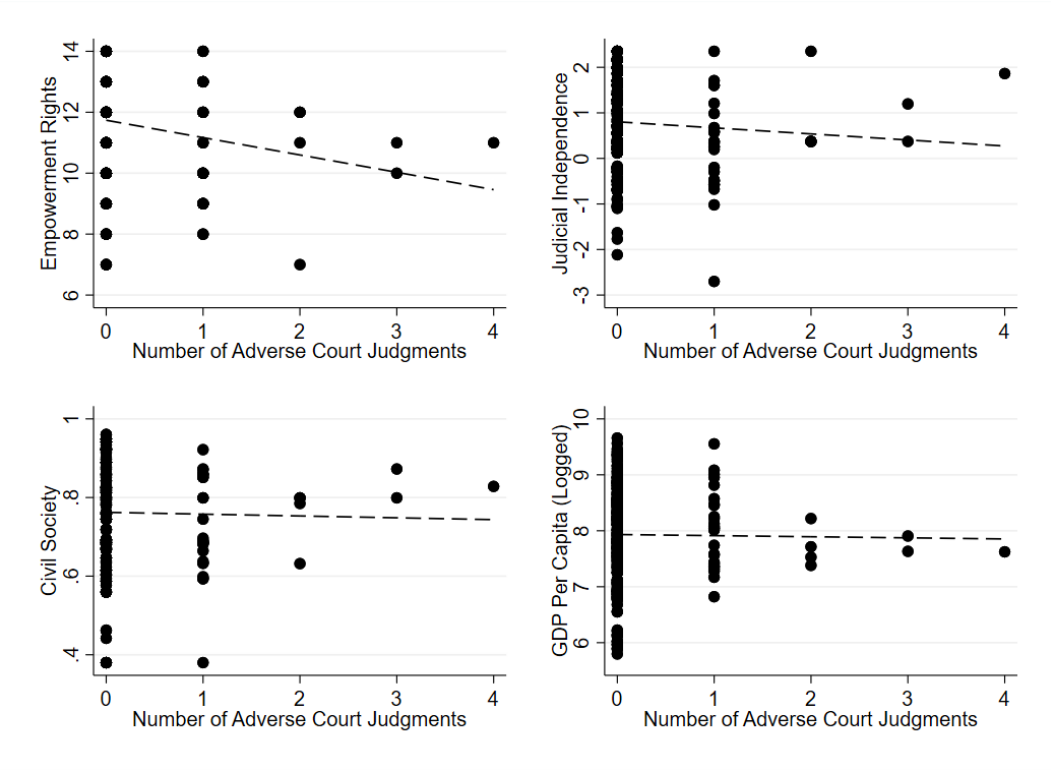 Empowerment Rights
14
12
10
8
6
0 1 2 3 4
Number of Adverse Court Judgments
Judicial Independence
2
1
0
-1
-2
-3
0 1 2 3 4
Number of Adverse Court Judgments
Civil Society
1
.8
.6
.4
0 1 2 3 4
Number of Adverse Court Judgments
GDP Per Capita (Logged)
10
9
8
7
6
0 1 2 3 4
Number of Adverse Court Judgments